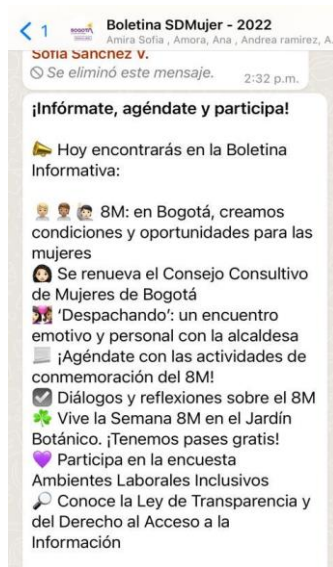 1
Boletina SDMujer - 2022
Amira Sofia , Amora, Ana , Andrea ramirez, A.
Sofia Sanchez V.
Se eliminó este mensaje. 2:32 p.m.
¡Infórmate, agéndate y participa!
📣 Hoy encontrarás en la Boletina
Informativa:
8M: en Bogotá, creamos
condiciones y oportunidades para las
mujeres
Se renueva el Consejo Consultivo
de Mujeres de Bogotá
‘Despachando’: un encuentro
emotivo y personal con la alcaldesa
¡Agéndate con las actividades de
conmemoración del 8M!
☑️ Diálogos y reflexiones sobre el 8M
☘️ Vive la Semana 8M en el Jardín
Botánico. ¡Tenemos pases gratis!
💜 Participa en la encuesta
Ambientes Laborales Inclusivos
🔎 Conoce la Ley de Transparencia y
del Derecho al Acceso a la
Información